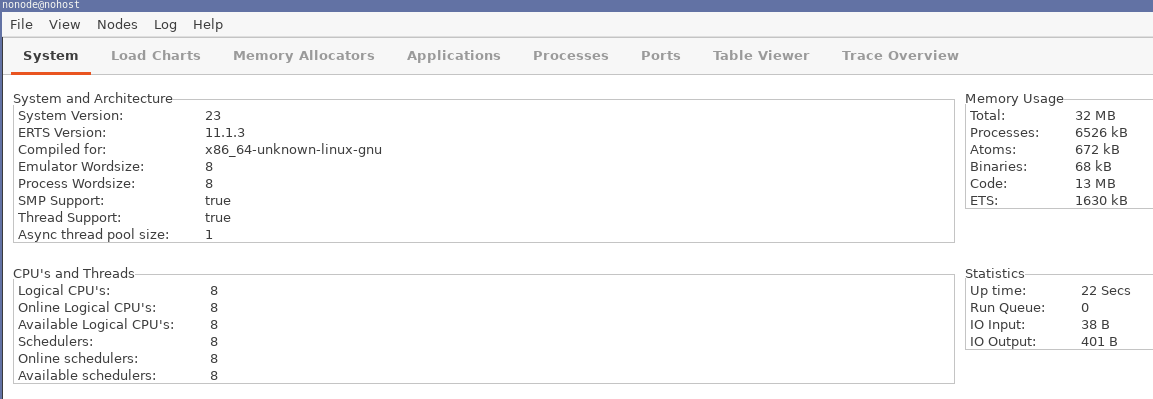 nonode@nohost
File View Nodes Log Help
System Load Charts Memory Allocators Applications Processes Ports Table Viewer Trace Overview
System and Architecture
System Version: 23
ERTS Version: 11.1.3
Compiled for: x86_64-unknown-linux-gnu
Emulator Wordsize: 8
Process Wordsize: 8
SMP Support: true
Thread Support: true
Async thread pool size: 1
Memory Usage
Total: 32 MB
Processes: 6526 kB
Atoms: 672 kB
Binaries: 68 kB
Code: 13 MB
ETS: 1630 kB
CPU's and Threads
Logical CPU's: 8
Online Logical CPU's: 8
Available Logical CPU's: 8
Schedulers: 8
Online schedulers: 8
Available schedulers: 8
Statistics
Up time: 22 Secs
Run Queue: 0
IO Input: 38 B
IO Output: 401 B